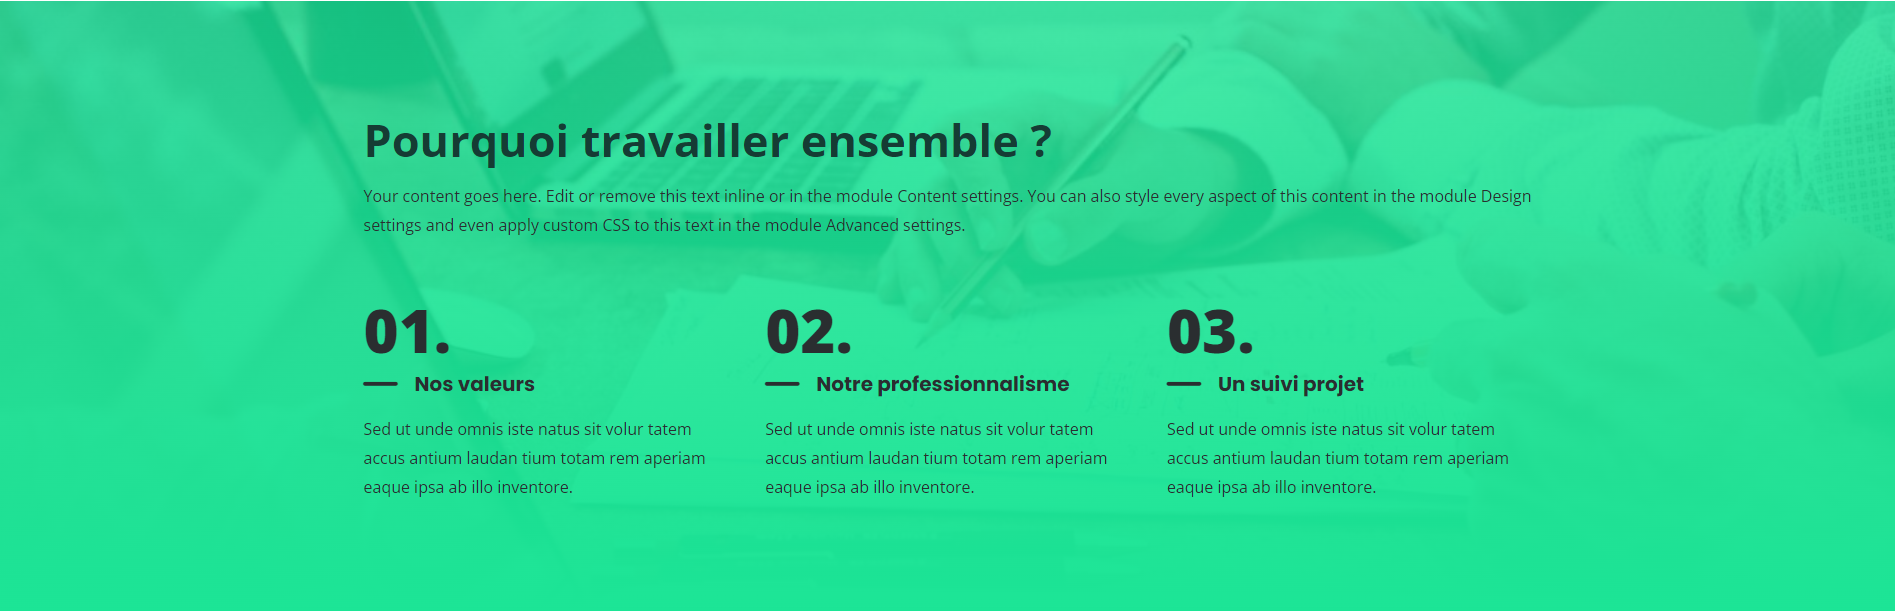 Pourquoi travailler ensemble ?
Your content goes here. Edit or remove this text inline or in the module Content settings. You can also style every aspect of this content in the module Design
settings and even apply custom CSS to this text in the module Advanced settings.
01.
Nos valeurs
Sed ut unde omnis iste natus sit volur tatem
accus antium laudan tium totam rem aperiam
eaque ipsa ab illo inventore.
02.
Notre professionnalisme
Sed ut unde omnis iste natus sit volur tatem
accus antium laudan tium totam rem aperiam
eaque ipsa ab illo inventore.
03.
Un suivi projet
Sed ut unde omnis iste natus sit volur tatem
accus antium laudan tium totam rem aperiam
eaque ipsa ab illo inventore.